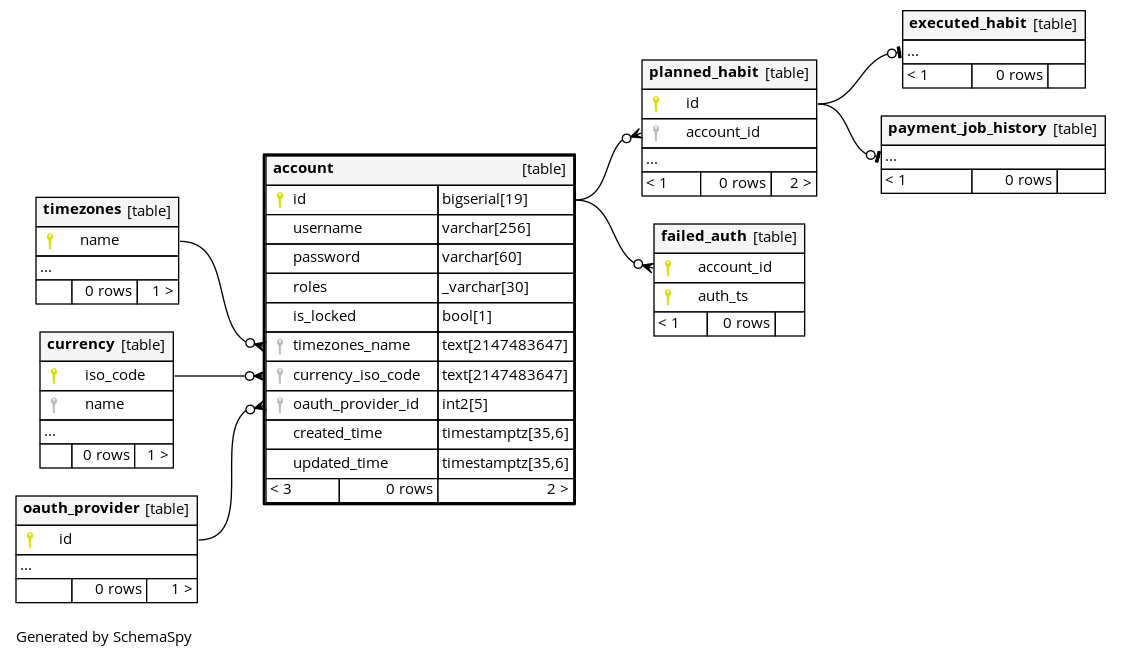 executed_habit [table]
...
< 1 0 rows
planned_habit [table]
id
account_id
...
< 1 0 rows 2 >
payment_job_history [table]
...
< 1 0 rows
account [table]
id bigserial[19]
username varchar[256]
password varchar[60]
roles _varchar[30]
is_locked bool[1]
timezones_name text[2147483647]
currency_iso_code text[2147483647]
oauth_provider_id int2[5]
created_time timestamptz[35,6]
updated_time timestamptz[35,6]
< 3 0 rows 2 >
timezones [table]
name
...
0 rows 1 >
failed_auth [table]
account_id
auth_ts
< 1 0 rows
currency [table]
iso_code
name
...
0 rows 1 >
oauth_provider [table]
id
...
0 rows 1 >
Generated by SchemaSpy